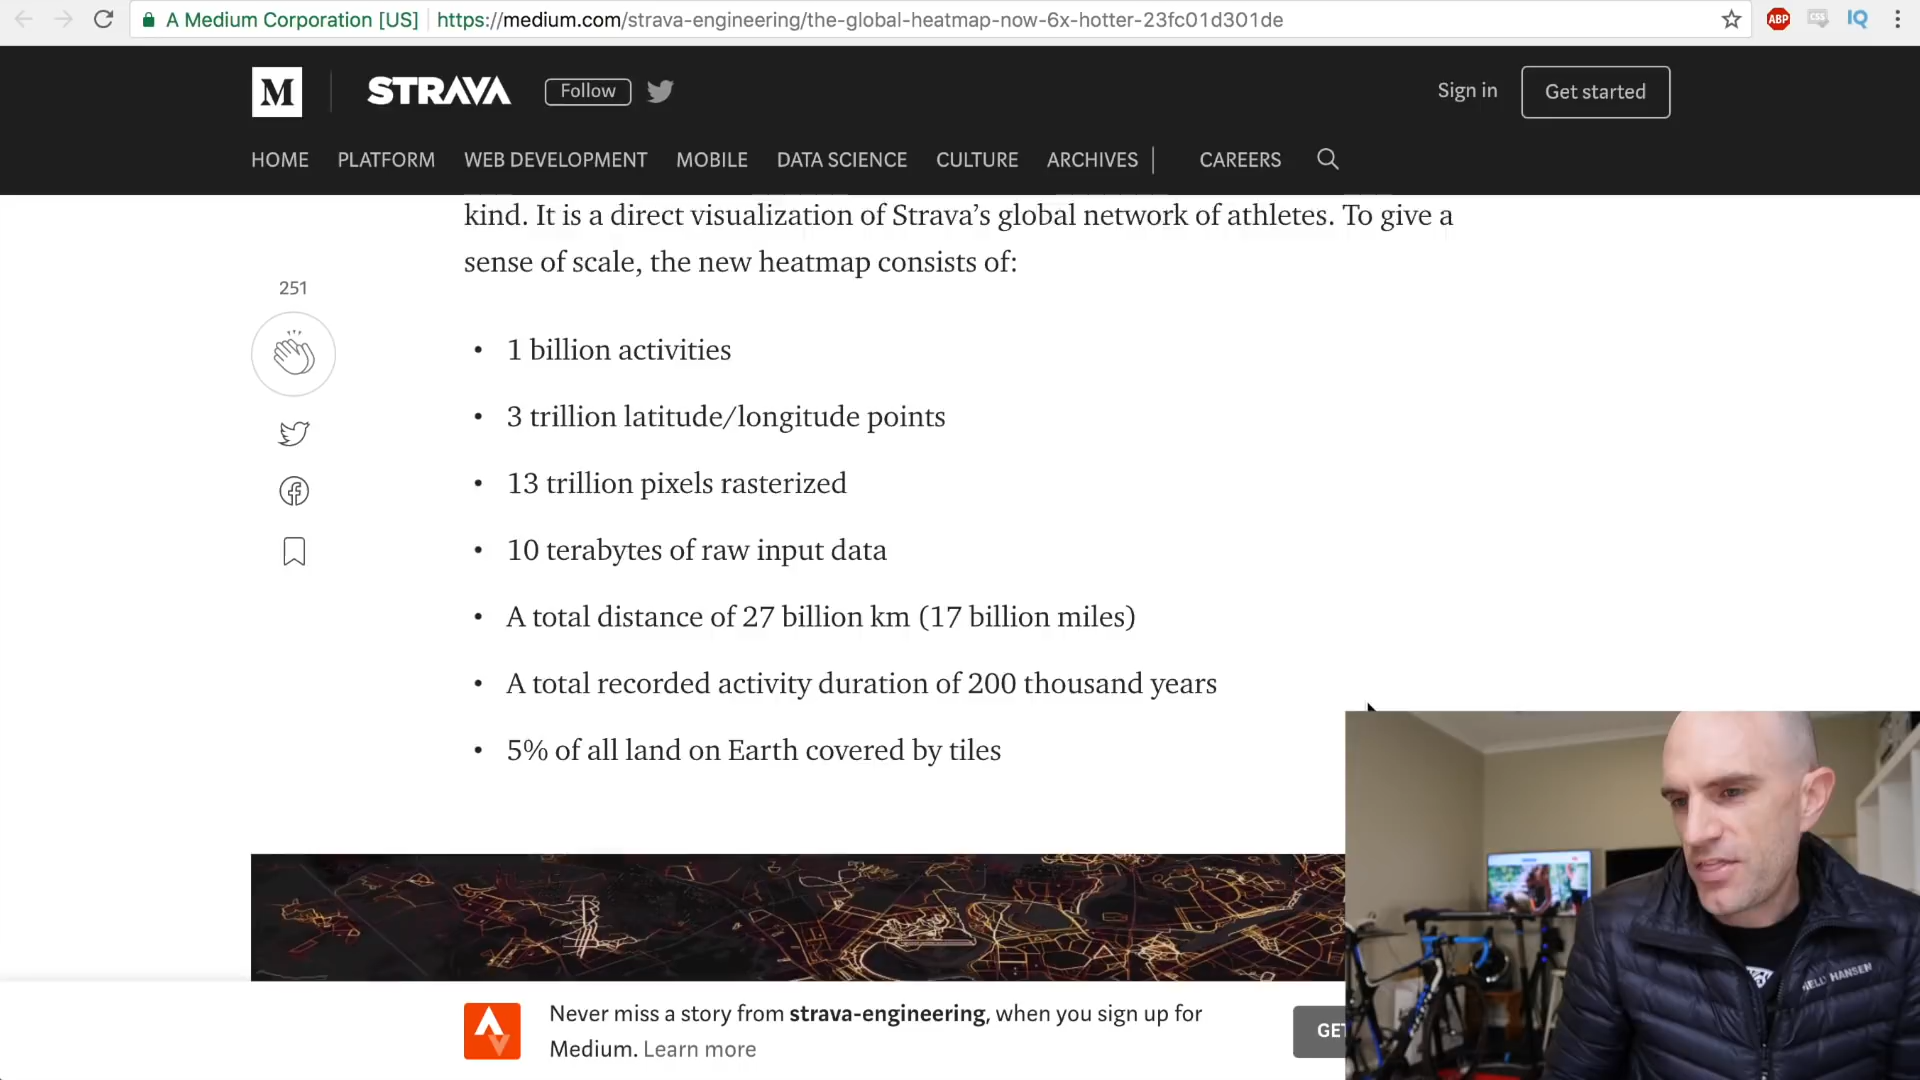 A Medium Corporation [US] https://medium.com/strava-engineering/the-global-heatmap-now-6x-hotter-23fc01d301de
ABP CSS IQ
M STRAVA Follow Sign in Get started
HOME PLATFORM WEB DEVELOPMENT MOBILE DATA SCIENCE CULTURE ARCHIVES CAREERS
kind. It is a direct visualization of Strava’s global network of athletes. To give a
sense of scale, the new heatmap consists of:
251
• 1 billion activities
• 3 trillion latitude/longitude points
• 13 trillion pixels rasterized
• 10 terabytes of raw input data
• A total distance of 27 billion km (17 billion miles)
• A total recorded activity duration of 200 thousand years
• 5% of all land on Earth covered by tiles
Never miss a story from strava-engineering, when you sign up for
Medium. Learn more
GET
HELLY HANSEN